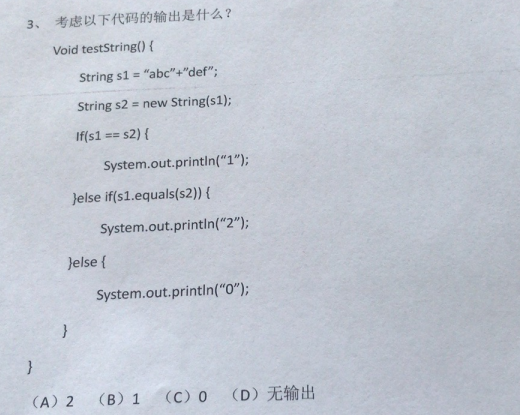 3、 考虑以下代码的输出是什么？
Void testString() {
String s1 = “abc”+“def”;
String s2 = new String(s1);
If(s1 == s2) {
System.out.println(“1”);
}else if(s1.equals(s2)) {
System.out.println(“2”);
}else {
System.out.println(“0”);
}
}
（A）2 （B）1 （C）0 （D）无输出